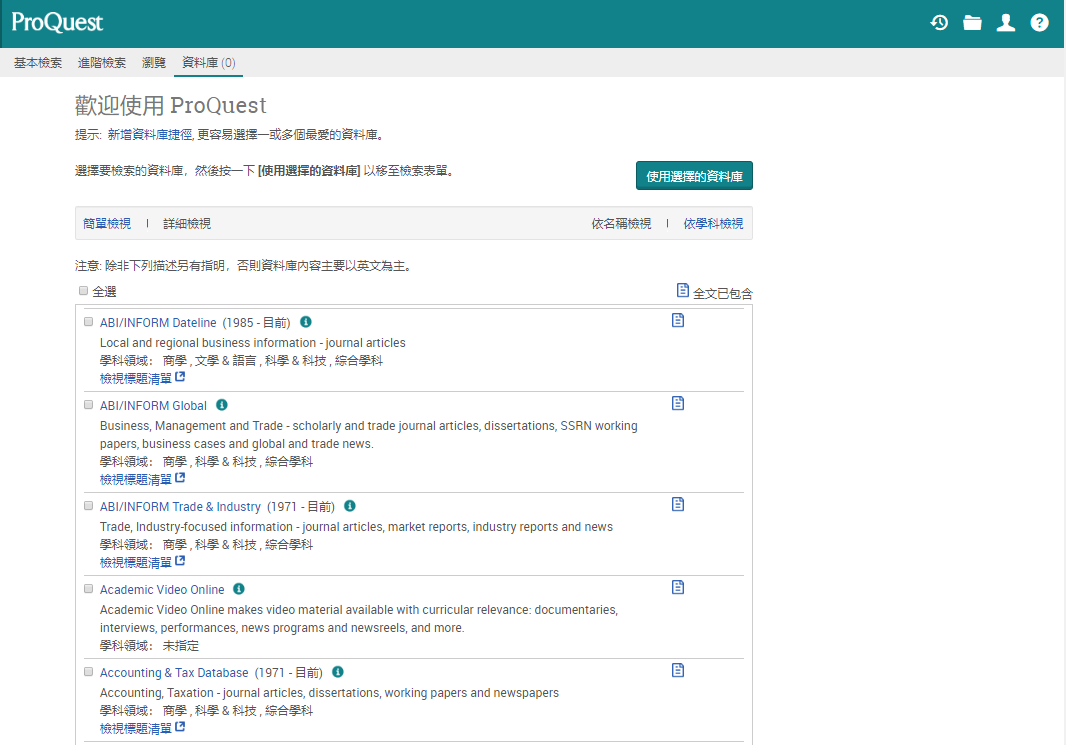 ProQuest
基本檢索 進階檢索 瀏覽 資料庫 (0)
歡迎使用 ProQuest
提示: 新增資料庫捷徑, 更容易選擇一或多個最愛的資料庫。
選擇要檢索的資料庫，然後按一下 [使用選擇的資料庫] 以移至檢索表單。
使用選擇的資料庫
簡單檢視 | 詳細檢視 依名稱檢視 | 依學科檢視
注意: 除非下列描述另有指明，否則資料庫內容主要以英文為主。
全選 全文已包含
ABI/INFORM Dateline (1985 - 目前)
Local and regional business information - journal articles
學科領域： 商學 , 文學 & 語言 , 科學 & 科技 , 綜合學科
檢視標題清單
ABI/INFORM Global
Business, Management and Trade - scholarly and trade journal articles, dissertations, SSRN working
papers, business cases and global and trade news.
學科領域： 商學 , 科學 & 科技 , 綜合學科
檢視標題清單
ABI/INFORM Trade & Industry (1971 - 目前)
Trade, Industry-focused information - journal articles, market reports, industry reports and news
學科領域： 商學 , 科學 & 科技 , 綜合學科
檢視標題清單
Academic Video Online
Academic Video Online makes video material available with curricular relevance: documentaries,
interviews, performances, news programs and newsreels, and more.
學科領域： 未指定
Accounting & Tax Database (1971 - 目前)
Accounting, Taxation - journal articles, dissertations, working papers and newspapers
學科領域： 商學 , 科學 & 科技 , 綜合學科
檢視標題清單